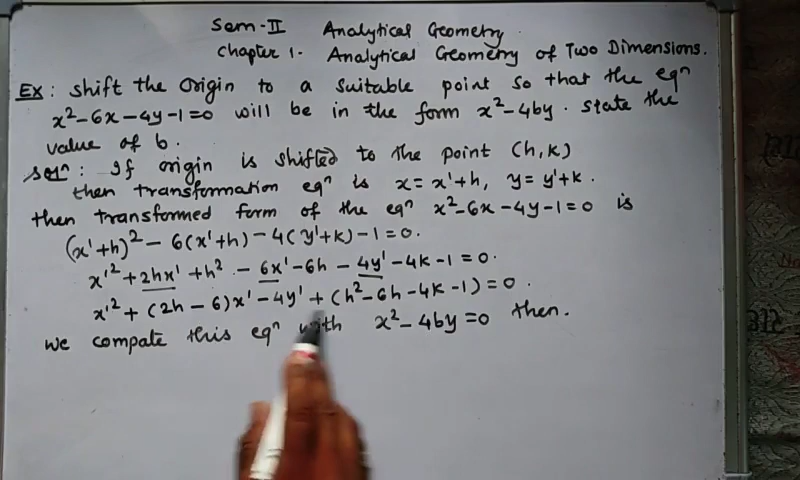 Sem-II Analytical Geometry.
Chapter 1. Analytical Geometry of Two Dimensions.
Ex: Shift the origin to a suitable point so that the eqⁿ
x²-6x-4y-1=0 will be in the form x²-4by. State the
value of b.
Solⁿ: If origin is shifted to the point (h,k)
then transformation eqⁿ is x=x'+h, y=y'+k.
then transformed form of the eqⁿ x²-6x-4y-1=0 is
(x'+h)²-6(x'+h)-4(y'+k)-1=0.
x'²+2hx'+h²-6x'-6h-4y'-4k-1=0.
x'²+(2h-6)x'-4y'+(h²-6h-4k-1)=0.
We compate this eqⁿ with x²-4by=0 then.